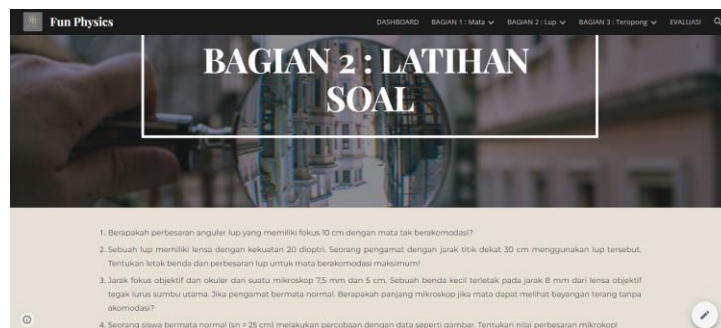 Fun Physics
DASHBOARD BAGIAN 1 : Mata BAGIAN 2 : Lup BAGIAN 3 : Teropong EVALUASI
BAGIAN 2 : LATIHAN
SOAL
1. Berapakah perbesaran anguler lup yang memiliki fokus 10 cm dengan mata tak berakomodasi?
2. Sebuah lup memiliki lensa dengan kekuatan 20 dioptri. Seorang pengamat dengan jarak titik dekat 30 cm menggunakan lup tersebut.
Tentukan letak benda dan perbesaran lup untuk mata berakomodasi maksimum!
3. Jarak fokus objektif dan okuler dari suatu mikroskop 7,5 mm dan 5 cm. Sebuah benda kecil terletak pada jarak 8 mm dari lensa objektif
tegak lurus sumbu utama. Jika pengamat bermata normal. Berapakah panjang mikroskop jika mata dapat melihat bayangan terang tanpa
akomodasi?
4. Seorang siswa bermata normal (sn = 25 cm) melakukan percobaan dengan data seperti gambar. Tentukan nilai perbesaran mikrokop!